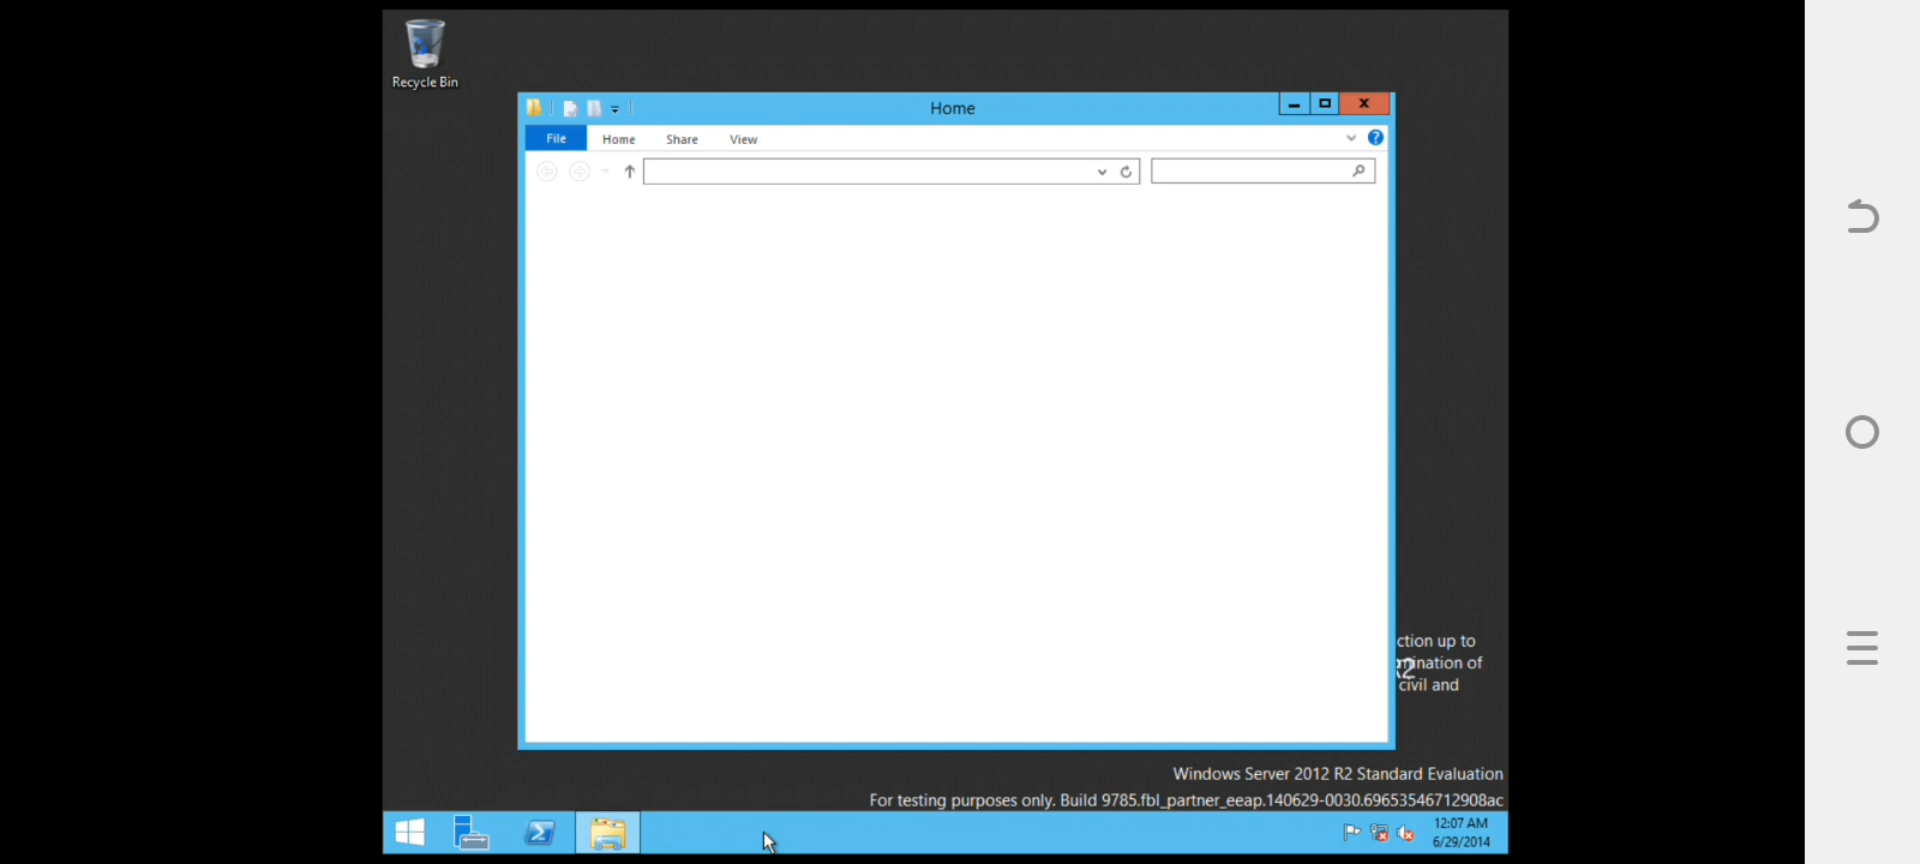 Recycle Bin
Home
File Home Share View
ction up to
mination of
R2
civil and
Windows Server 2012 R2 Standard Evaluation
For testing purposes only. Build 9785.fbl_partner_eeap.140629-0030.69653546712908ac
12:07 AM
6/29/2014